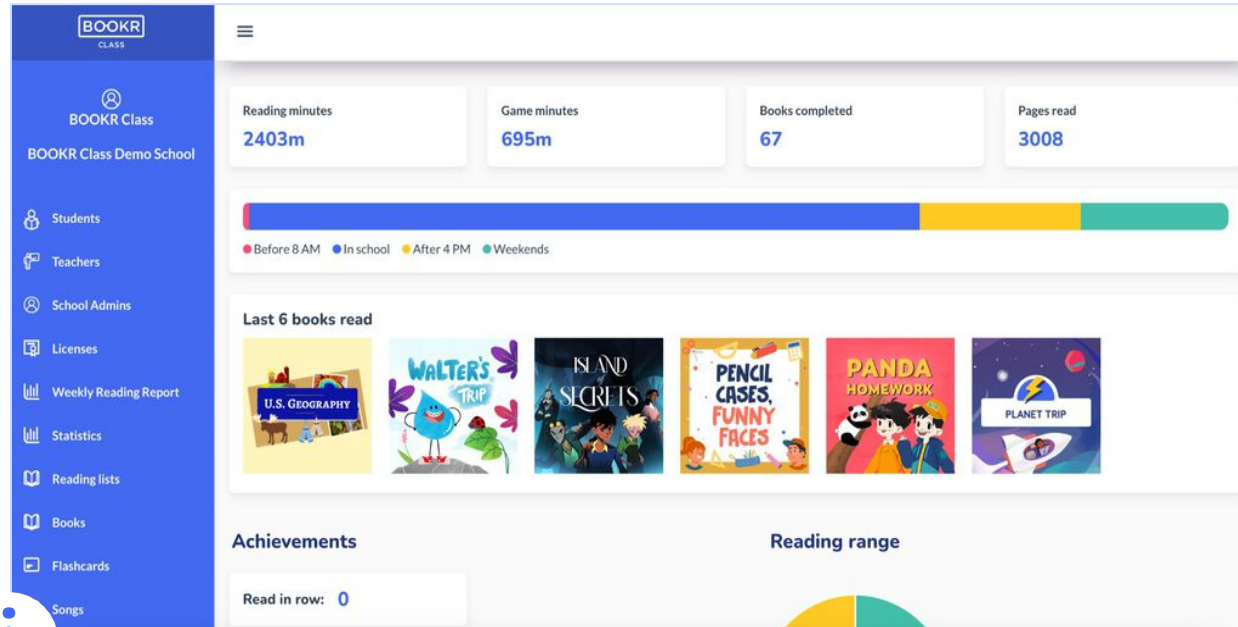 BOOKR
CLASS
BOOKR Class
BOOKR Class Demo School
Students
Teachers
School Admins
Licenses
Weekly Reading Report
Statistics
Reading lists
Books
Flashcards
Songs
Reading minutes
2403m
Game minutes
695m
Books completed
67
Pages read
3008
Before 8 AM In school After 4 PM Weekends
Last 6 books read
U.S. GEOGRAPHY
WALTER'S
TRIP
ISLAND
OF
SECRETS
PENCIL
CASES,
FUNNY
FACES
PANDA
HOMEWORK
PLANET TRIP
Achievements
Read in row: 0
Reading range